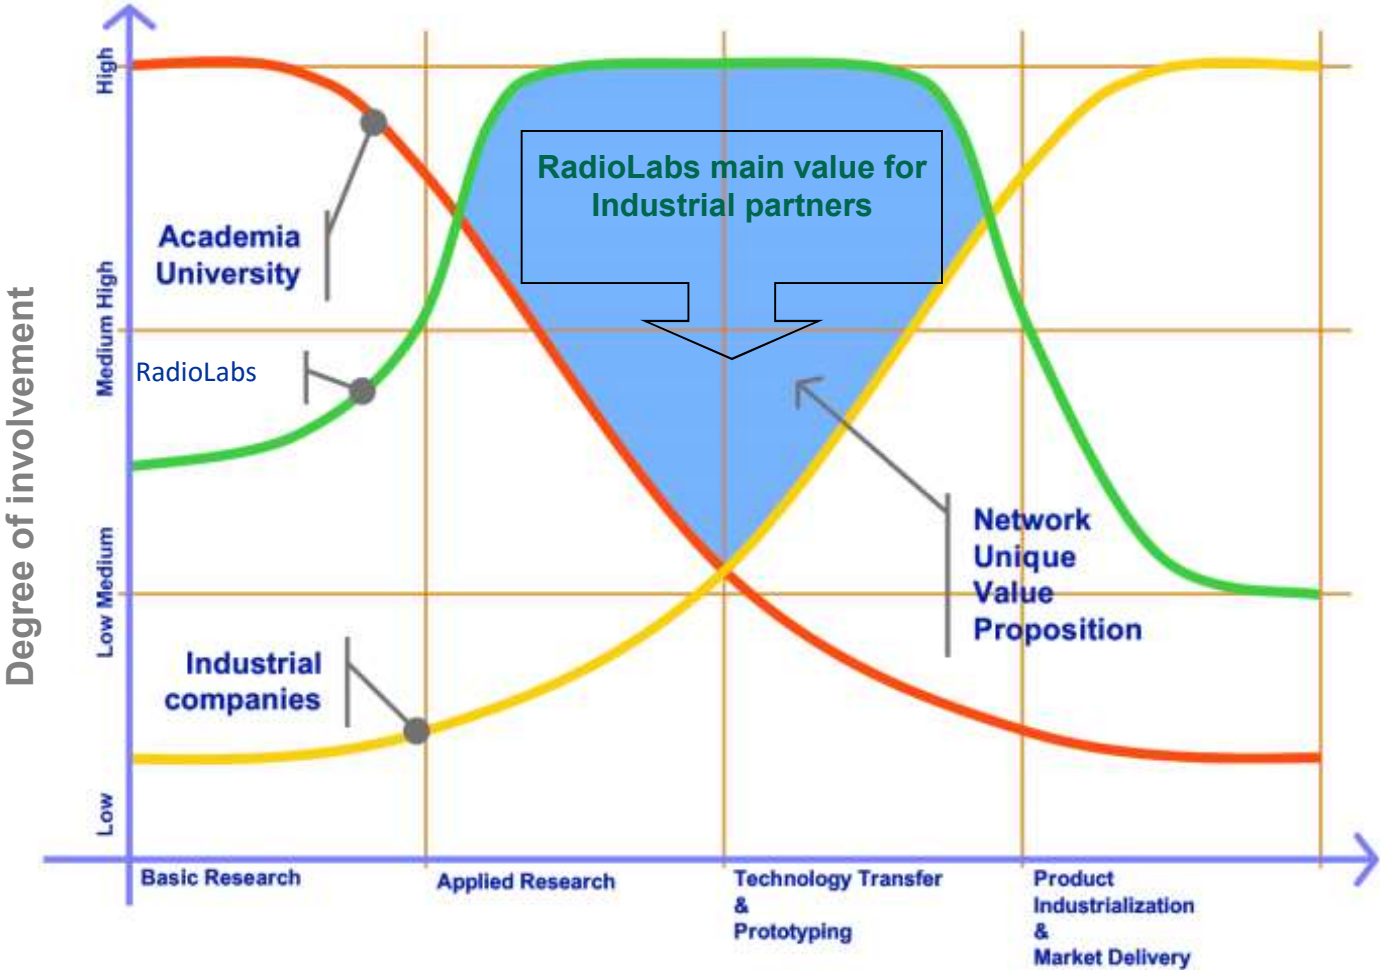 Degree of involvement
High
Medium High
Low Medium
Low
RadioLabs main value for
Industrial partners
Academia
University
RadioLabs
Network
Unique
Value
Proposition
Industrial
companies
Basic Research
Applied Research
Technology Transfer
&
Prototyping
Product
Industrialization
&
Market Delivery